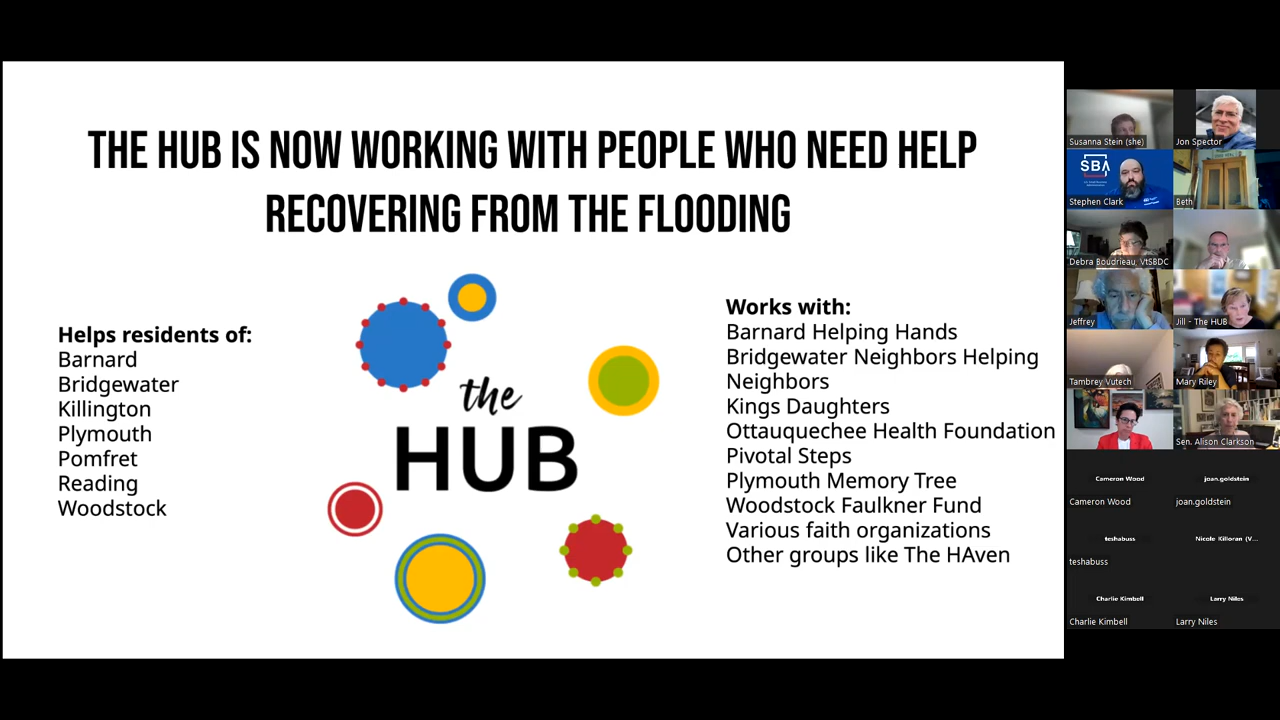 THE HUB IS NOW WORKING WITH PEOPLE WHO NEED HELP
RECOVERING FROM THE FLOODING
Helps residents of:
Barnard
Bridgewater
Killington
Plymouth
Pomfret
Reading
Woodstock
the
HUB
Works with:
Barnard Helping Hands
Bridgewater Neighbors Helping
Neighbors
Kings Daughters
Ottauquechee Health Foundation
Pivotal Steps
Plymouth Memory Tree
Woodstock Faulkner Fund
Various faith organizations
Other groups like The HAven
Susanna Stein (she)
Jon Spector
SBA
Stephen Clark
Beth
Debra Boudrieau, VtSBDC
Jeffrey
Jill - The HUB
Tambrey Vutech
Mary Riley
Sen. Alison Clarkson
Cameron Wood
joan.goldstein
Cameron Wood
joan.goldstein
teshabuss
Nicole Killoran (V...
teshabuss
Charlie Kimbell
Larry Niles
Charlie Kimbell
Larry Niles